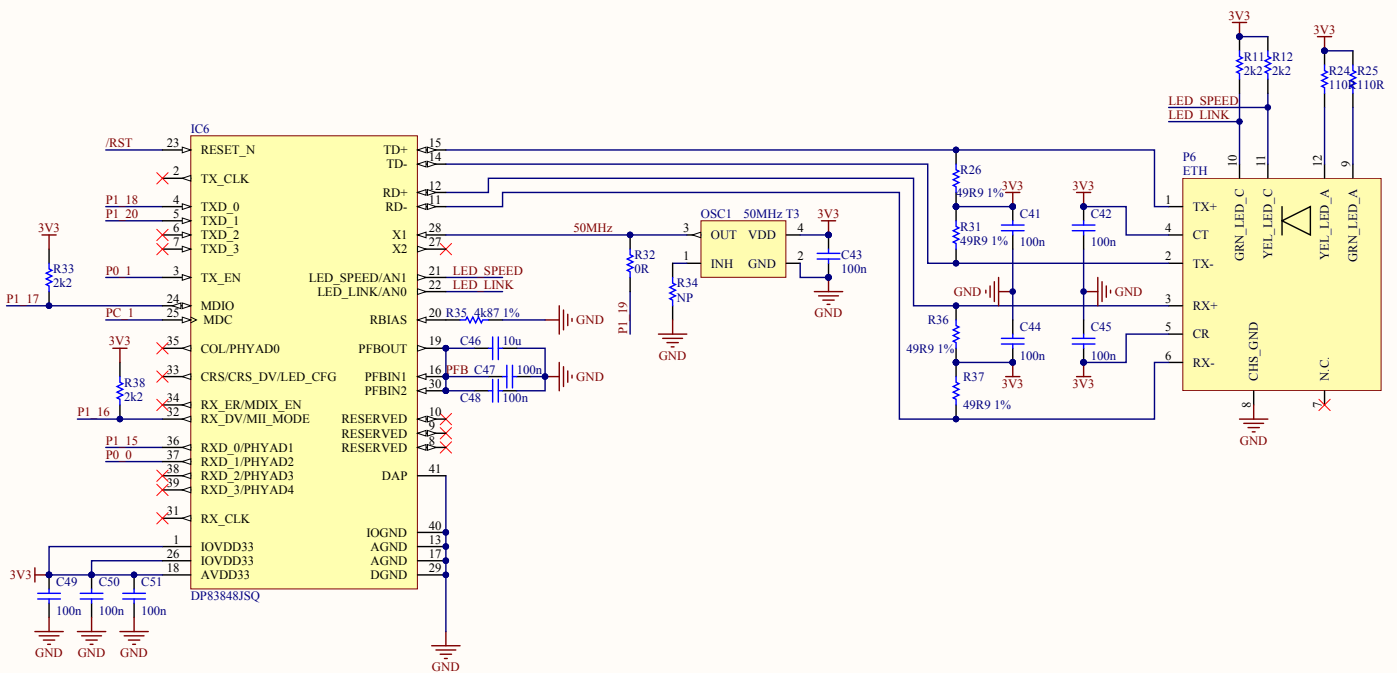 3V3
R11
2k2
R12
2k2
3V3
R24
110R
R25
110R
LED_SPEED
LED_LINK
IC6
/RST
23
RESET_N
2
TX_CLK
P1_18
4
TXD_0
P1_20
5
TXD_1
6
TXD_2
7
TXD_3
3V3
R33
2k2
P0_1
3
TX_EN
P1_17
24
MDIO
PC_1
25
MDC
3V3
R38
2k2
35
COL/PHYAD0
33
CRS/CRS_DV/LED_CFG
34
RX_ER/MDIX_EN
P1_16
32
RX_DV/MII_MODE
P1_15
36
RXD_0/PHYAD1
P0_0
37
RXD_1/PHYAD2
38
RXD_2/PHYAD3
39
RXD_3/PHYAD4
31
RX_CLK
1
IOVDD33
26
IOVDD33
3V3
18
AVDD33
C49
100n
C50
100n
C51
100n
GND
GND
GND
DP83848JSQ
TD+
15
TD-
14
RD+
12
RD-
11
X1
28
50MHz
X2
27
LED_SPEED/AN1
21
LED_SPEED
LED_LINK/AN0
22
LED_LINK
RBIAS
20
R35
4k87 1%
GND
PFBOUT
19
C46
10u
PFBIN1
16
PFB
C47
100n
GND
PFBIN2
30
C48
100n
RESERVED
10
RESERVED
9
RESERVED
8
DAP
41
IOGND
40
AGND
13
AGND
17
DGND
29
GND
R32
0R
P1_19
OSC1
50MHz T3
3
OUT
VDD
4
1
INH
GND
2
R34
NP
GND
3V3
C43
100n
GND
R26
49R9 1%
R31
49R9 1%
3V3
C41
100n
3V3
C42
100n
GND
GND
R36
49R9 1%
R37
49R9 1%
C44
100n
3V3
C45
100n
3V3
P6
ETH
10
11
12
9
GRN_LED_C
YEL_LED_C
YEL_LED_A
GRN_LED_A
1
TX+
4
CT
2
TX-
3
RX+
5
CR
6
RX-
CHS_GND
N.C.
8
7
GND